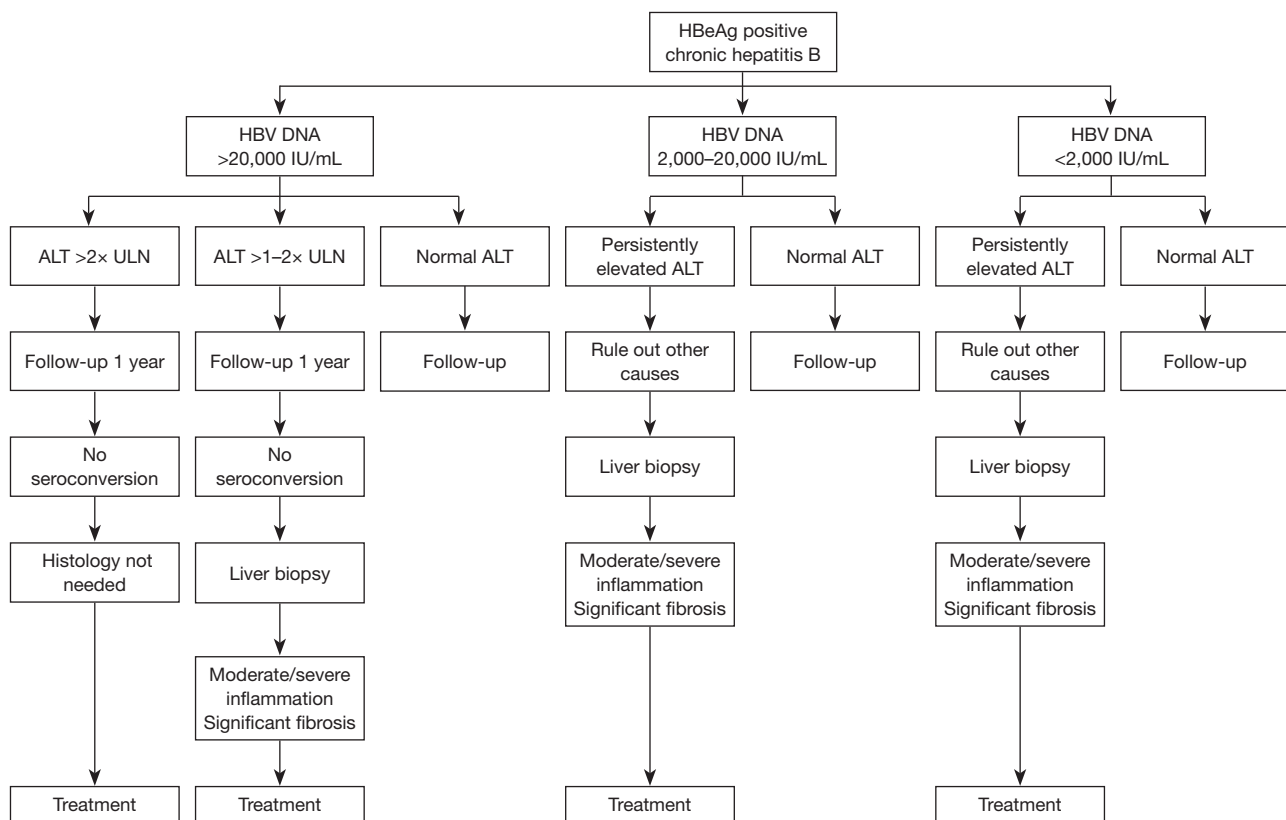 HBeAg positive
chronic hepatitis B
HBV DNA
>20,000 IU/mL
HBV DNA
2,000–20,000 IU/mL
HBV DNA
<2,000 IU/mL
ALT >2× ULN
ALT >1–2× ULN
Normal ALT
Persistently
elevated ALT
Normal ALT
Persistently
elevated ALT
Normal ALT
Follow-up 1 year
Follow-up 1 year
Follow-up
Rule out other
causes
Follow-up
Rule out other
causes
Follow-up
No
seroconversion
No
seroconversion
Liver biopsy
Liver biopsy
Histology not
needed
Liver biopsy
Moderate/severe
inflammation
Significant fibrosis
Moderate/severe
inflammation
Significant fibrosis
Moderate/severe
inflammation
Significant fibrosis
Treatment
Treatment
Treatment
Treatment